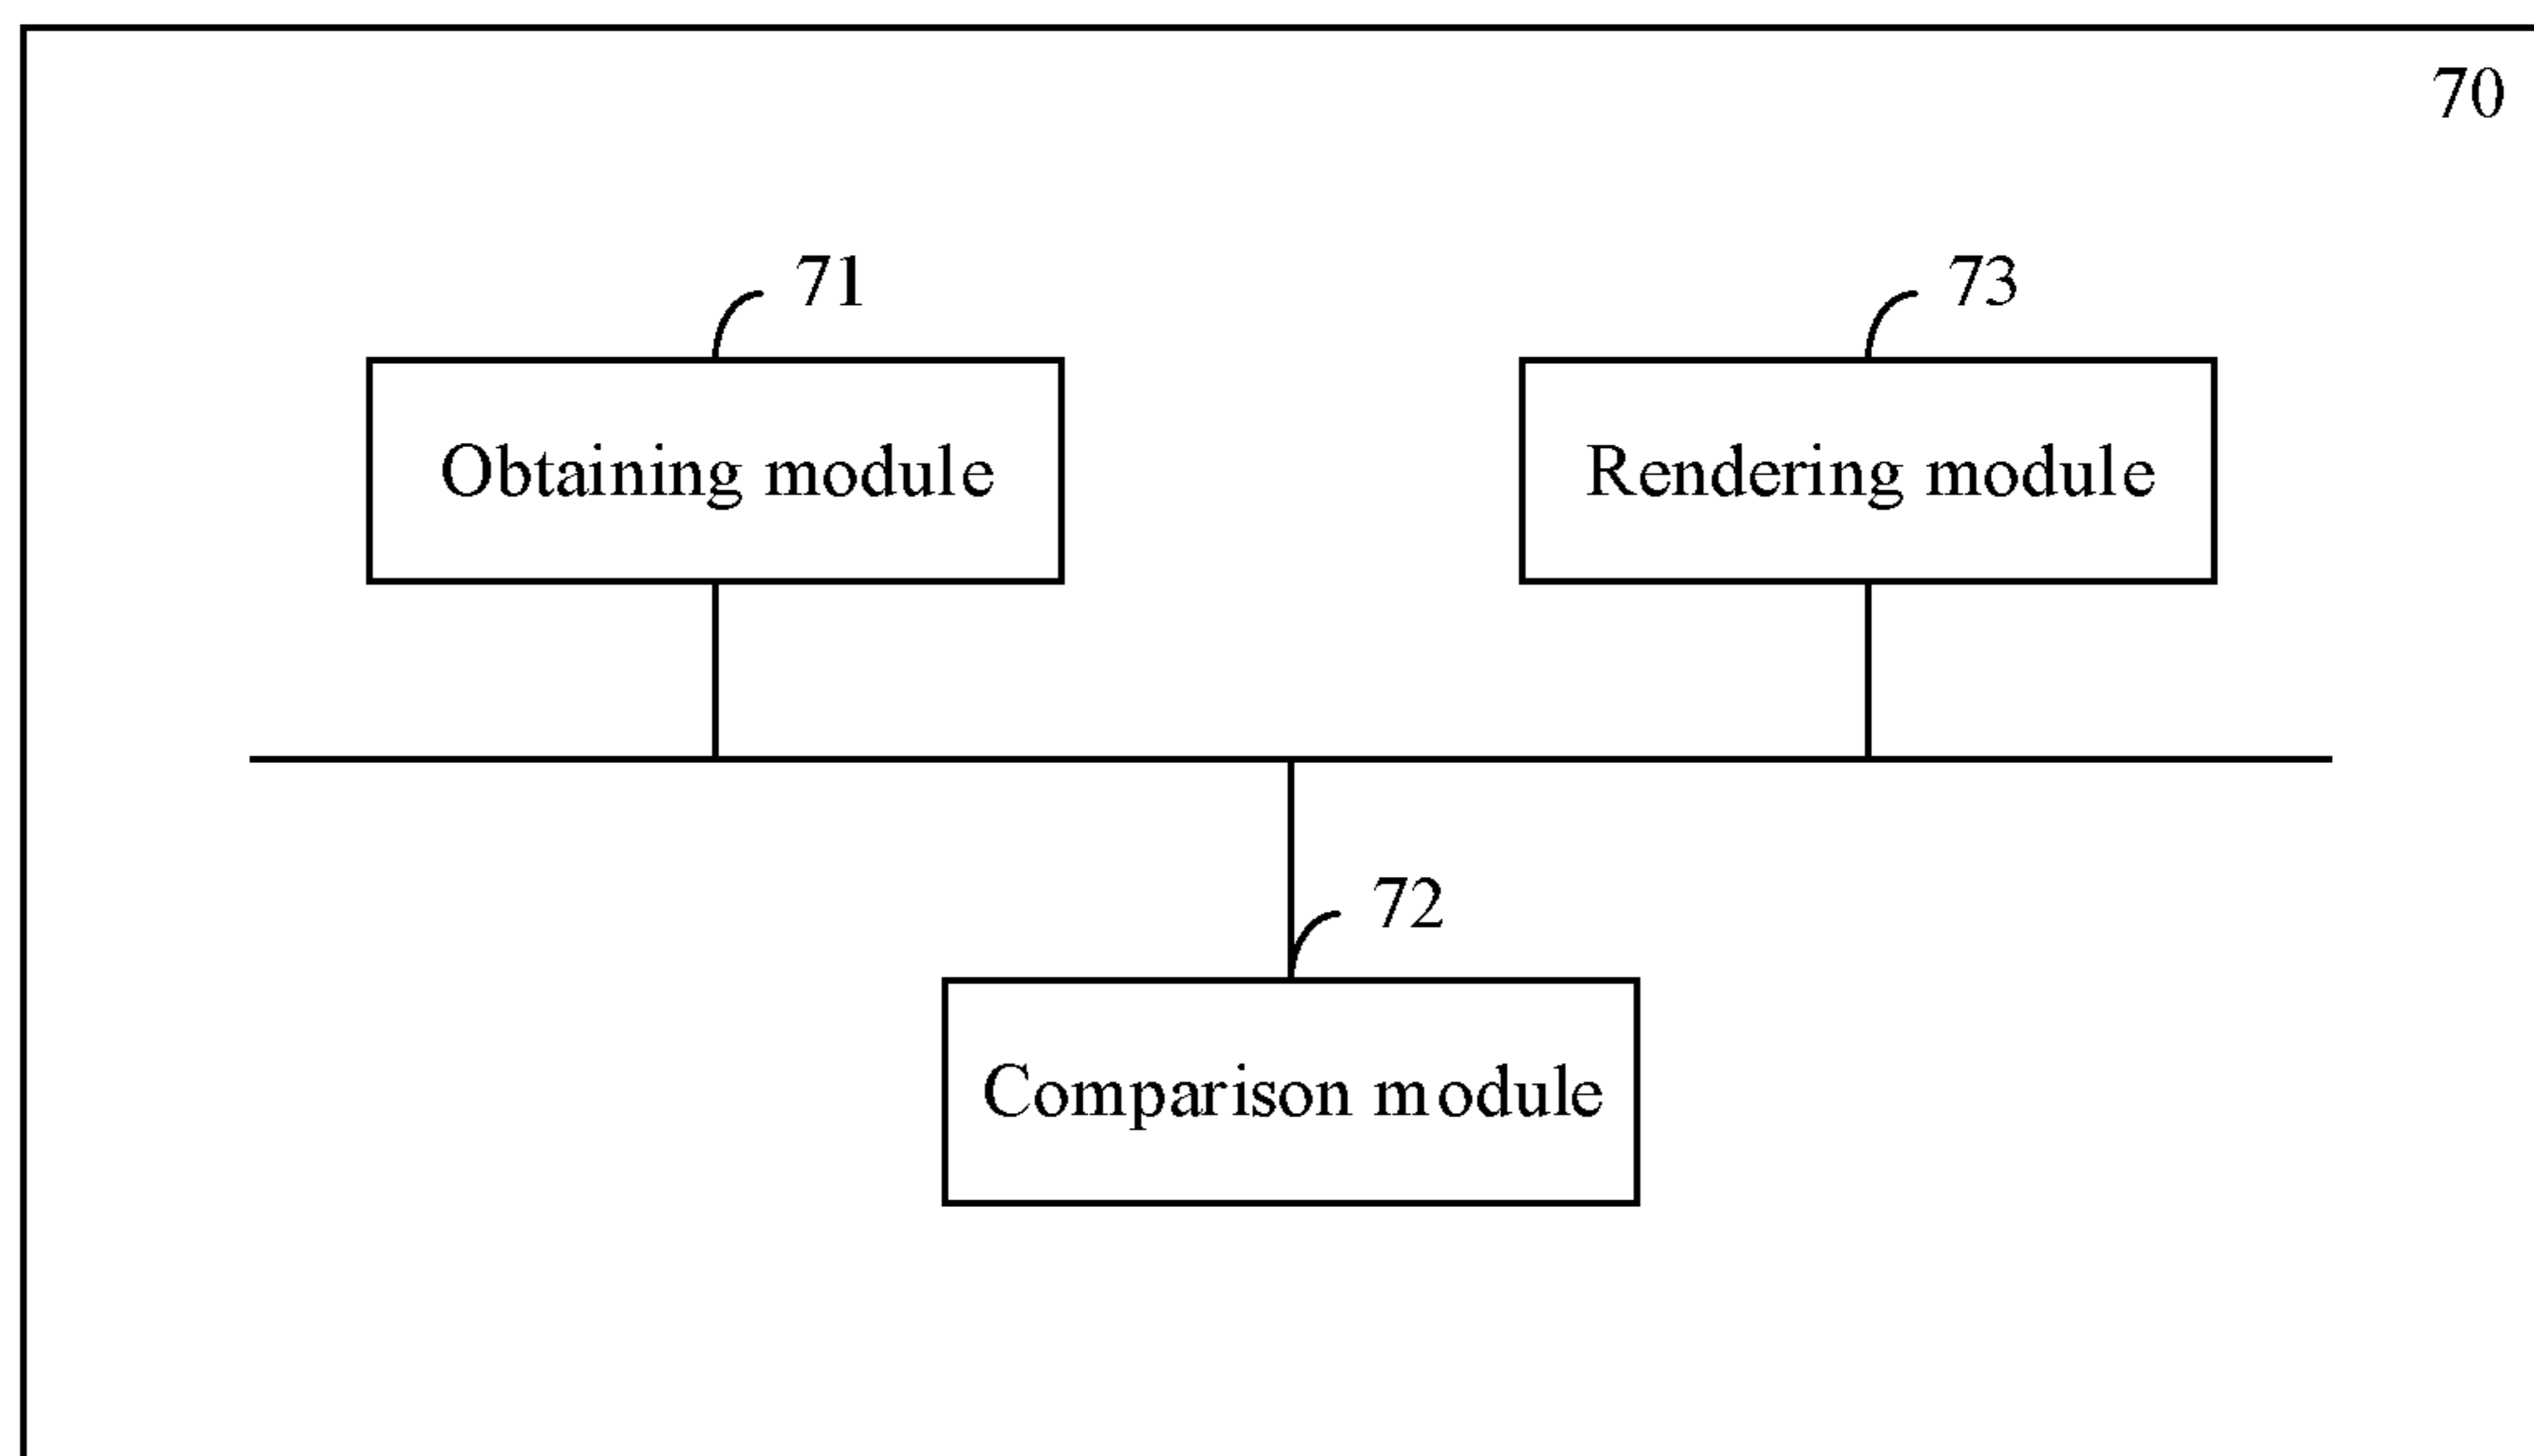 70
71
73
Obtaining module
Rendering module
72
Comparison module